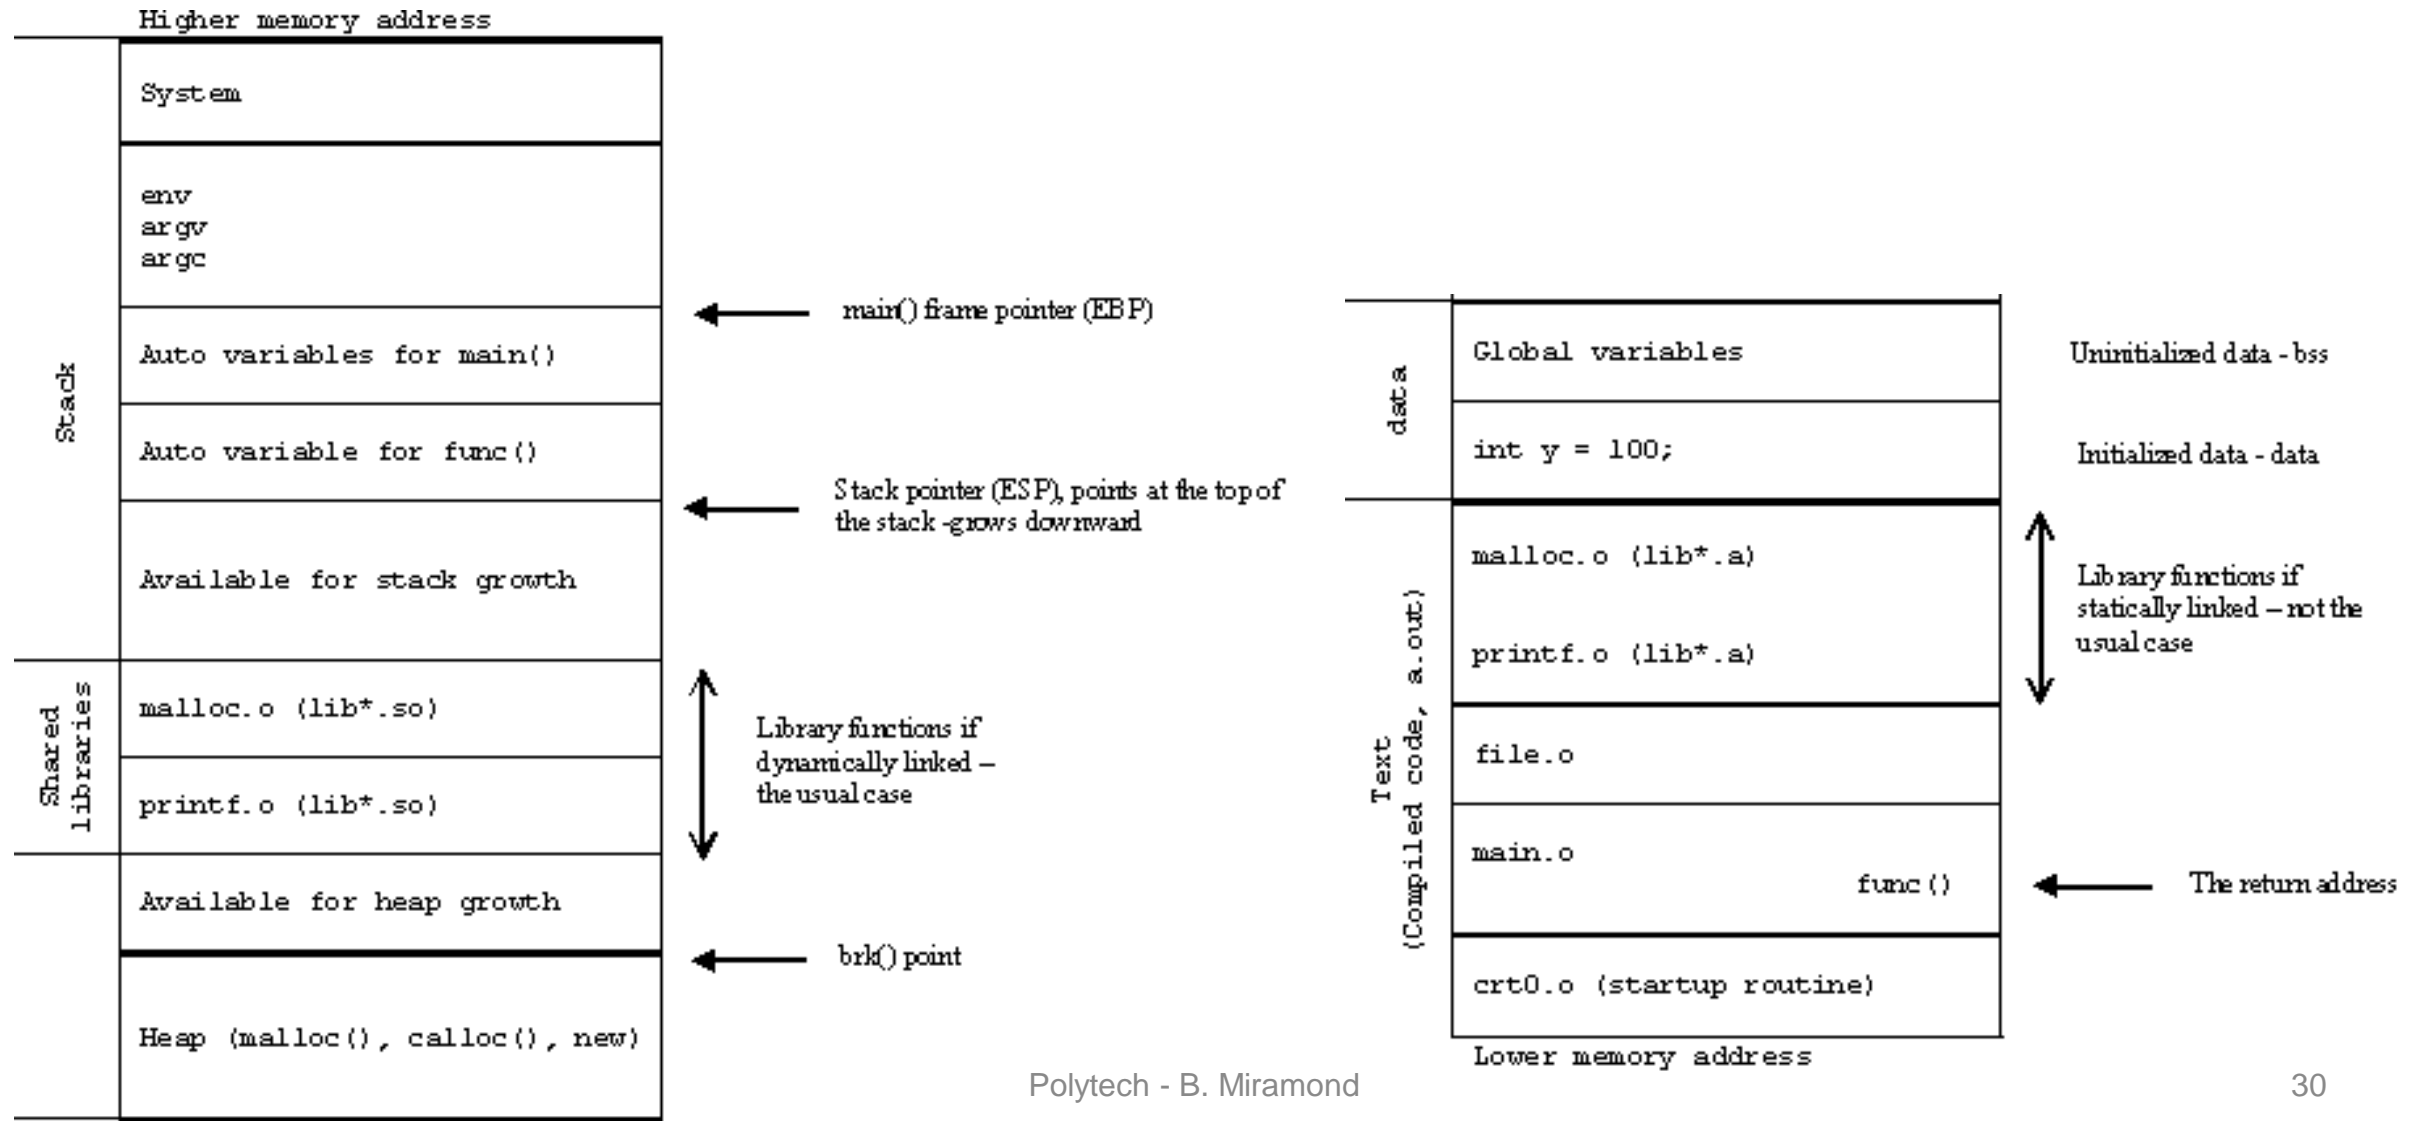 Higher memory address
System
env
argv
argc
main() frame pointer (EBP)
Auto variables for main()
Stack
Auto variable for func()
Stack pointer (ESP), points at the top of
the stack -grows downward
Available for stack growth
Shared
libraries
malloc.o (lib*.so)
printf.o (lib*.so)
Library functions if
dynamically linked –
the usual case
Available for heap growth
brk() point
Heap (malloc(), calloc(), new)
data
Global variables
Uninitialized data - bss
int y = 100;
Initialized data - data
Text
(Compiled code, a.out)
malloc.o (lib*.a)
printf.o (lib*.a)
Library functions if
statically linked – not the
usual case
file.o
main.o
func()
The return address
crt0.o (startup routine)
Lower memory address
Polytech - B. Miramond
30